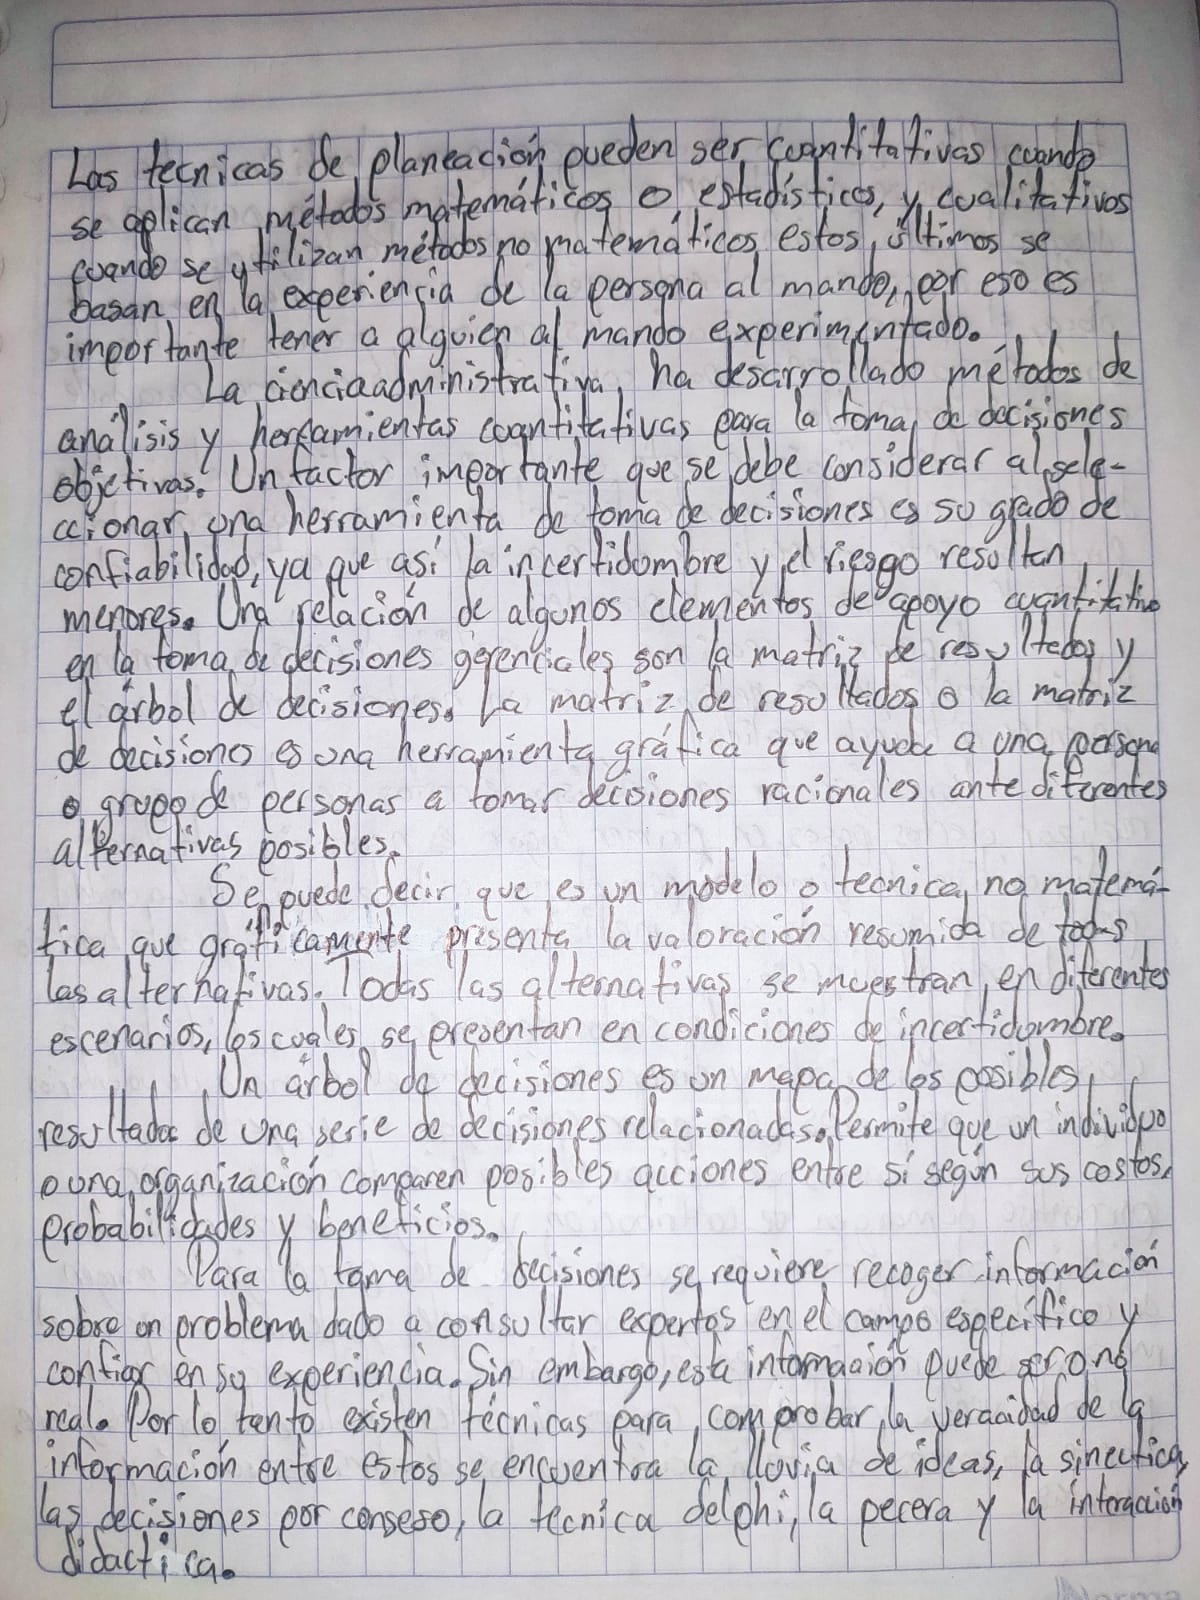 Las tecnicas de planeación pueden ser cuantitativas cuando
se aplican métodos matemáticos o estadísticos, y cualitativos
cuando se utilizan métodos no matemáticos estos, últimos se
basan en la experiencia de la persona al mando, por eso es
importante tener a alguien al mando experimentado.
La ciencia administrativa, ha desarrollado métodos de
análisis y herramientas cuantitativas para la toma de decisiones
objetivas. Un factor importante que se debe considerar al sele-
ccionar una herramienta de toma de decisiones es su grado de
confiabilidad, ya que así la incertidumbre y el riesgo resultan
menores. Una relación de algunos elementos de apoyo cuantitativo
en la toma de decisiones gerenciales son la matriz de resultados y
el árbol de decisiones. La matriz de resultados o la matriz
de decisiones es una herramienta gráfica que ayuda a una persona
o grupo de personas a tomar decisiones racionales ante diferentes
alternativas posibles.
Se puede decir que es un modelo o tecnica no matemá-
tica que gráficamente presenta la valoración resumida de todas
las alternativas. Todas las alternativas se muestran en diferentes
escenarios, los cuales se presentan en condiciones de incertidumbre.
Un árbol de decisiones es un mapa de los posibles
resultados de una serie de decisiones relacionadas. Permite que un individuo
o una organización comparen posibles acciones entre sí según sus costos,
probabilidades y beneficios.
Para la toma de decisiones se requiere recoger información
sobre un problema dado a consultar expertos en el campo específico y
confiar en su experiencia. Sin embargo, esta información puede ser o no
real. Por lo tanto existen técnicas para comprobar la veracidad de la
información entre estos se encuentra la lluvia de ideas, la sinectica,
las decisiones por conseso, la tecnica delphi, la pecera y la interacción
didactica.